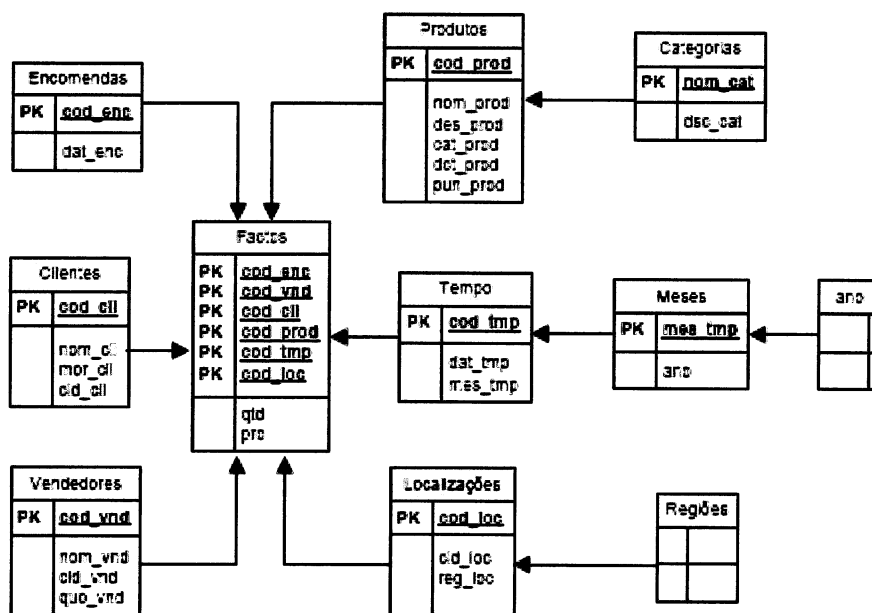 Produtos
PK cod_prod
nom_prod
des_prod
cat_prod
dct_prod
pun_prod
Categorias
PK nom_cat
dsc_cat
Encomendas
PK cod_enc
dat_enc
Factos
PK cod_enc
PK cod_vnd
PK cod_cli
PK cod_prod
PK cod_tmp
PK cod_loc
qtd
prc
Clientes
PK cod_cli
nom_cli
mor_cli
cid_cli
Tempo
PK cod_tmp
dat_tmp
mes_tmp
Meses
PK mes_tmp
ano
ano
Vendedores
PK cod_vnd
nom_vnd
cid_vnd
quo_vnd
Localizações
PK cod_loc
cid_loc
reg_loc
Regiões